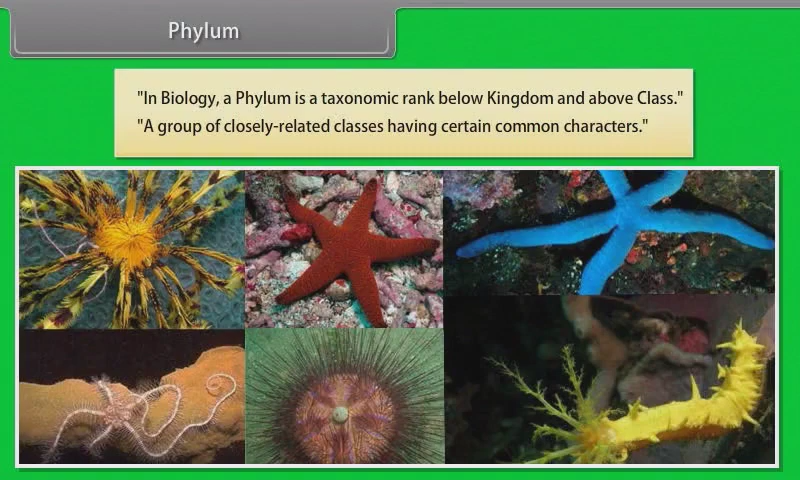 Phylum
"In Biology, a Phylum is a taxonomic rank below Kingdom and above Class."
"A group of closely-related classes having certain common characters."